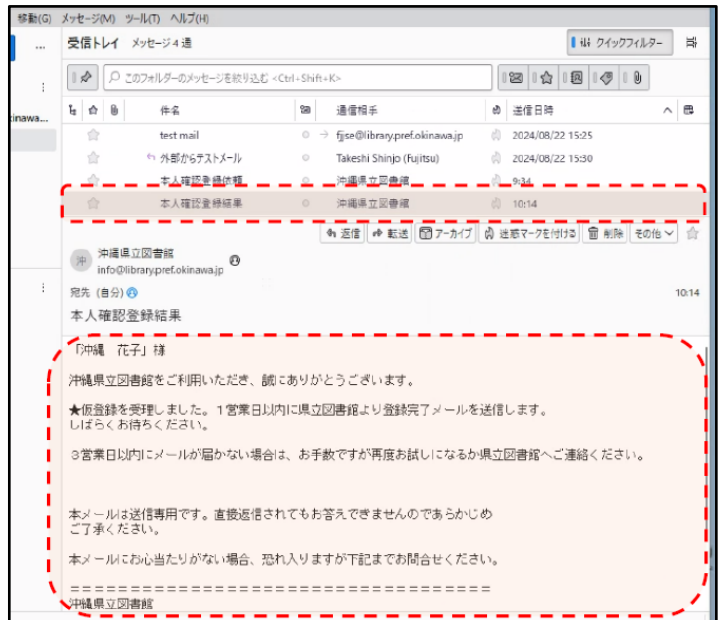 移動(G) メッセージ(M) ツール(T) ヘルプ(H)
… 受信トレイ メッセージ4通 クイックフィルター
このフォルダーのメッセージを絞り込む <Ctrl+Shift+K>
inawa...
件名 通信相手 送信日時
test mail fjise@library.pref.okinawa.jp 2024/08/22 15:25
外部からテストメール Takeshi Shinjo (Fujitsu) 2024/08/22 15:30
本人確認登録依頼 沖縄県立図書館 9:34
本人確認登録結果 沖縄県立図書館 10:14
返信 転送 アーカイブ 迷惑マークを付ける 削除 その他
沖 沖縄県立図書館
info@library.pref.okinawa.jp
宛先 (自分) 10:14
本人確認登録結果
「沖縄 花子」様
沖縄県立図書館をご利用いただき、誠にありがとうございます。
★仮登録を受理しました。1営業日以内に県立図書館より登録完了メールを送信します。
しばらくお待ちください。
3営業日以内にメールが届かない場合は、お手数ですが再度お試しになるか県立図書館へご連絡ください。
本メールは送信専用です。直接返信されてもお答えできませんのであらかじめ
ご了承ください。
本メールにお心当たりがない場合、恐れ入りますが下記までお問合せください。
===================================
沖縄県立図書館